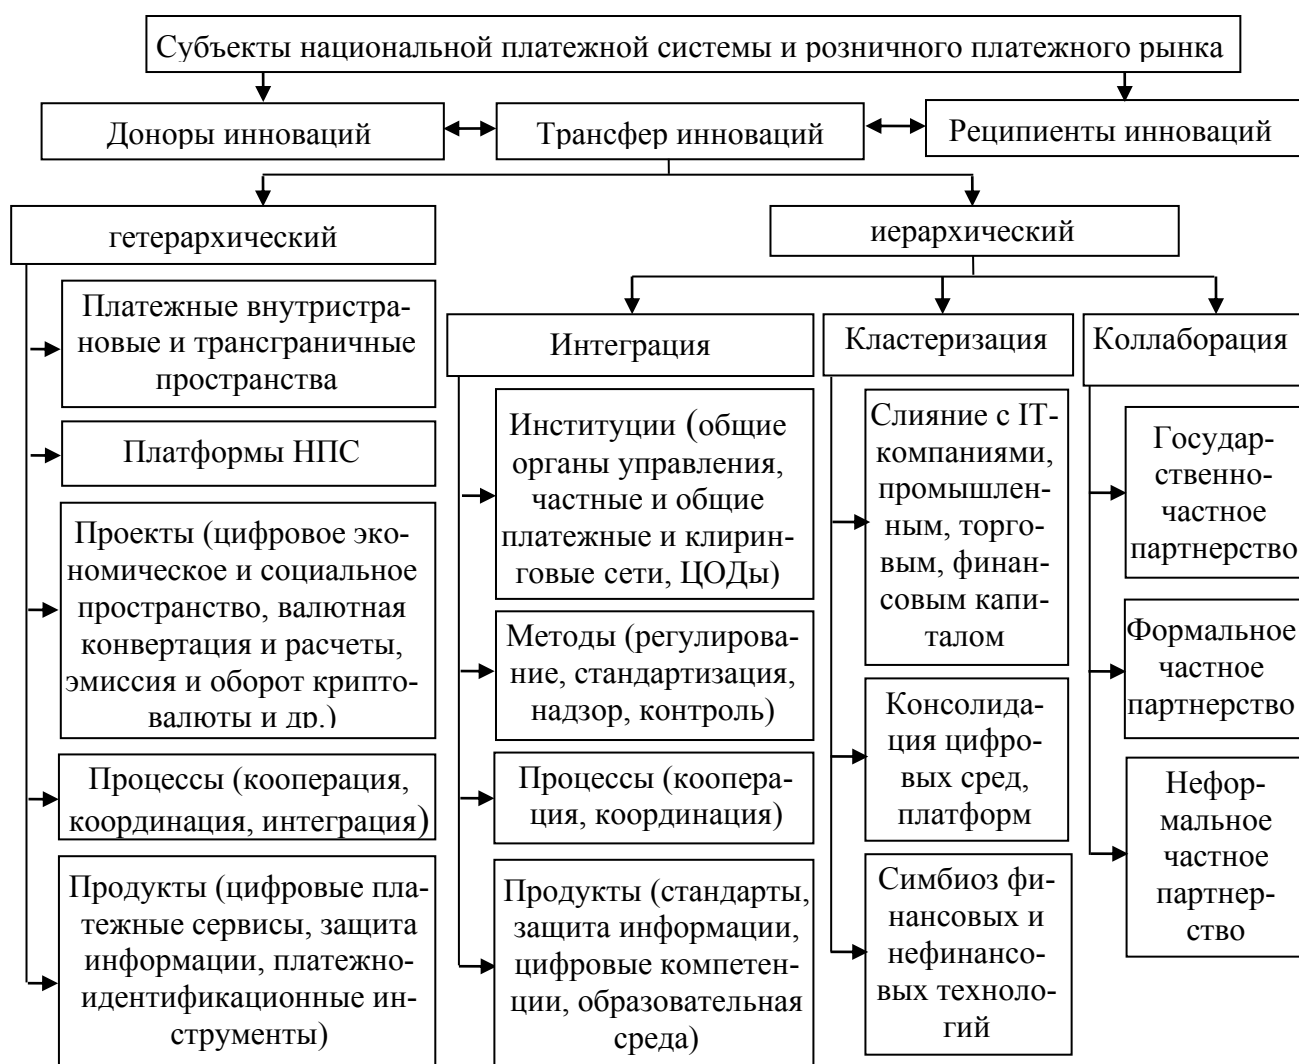 Субъекты национальной платежной системы и розничного платежного рынка
Доноры инноваций
Трансфер инноваций
Реципиенты инноваций
гетерархический
иерархический
Платежные внутристра-
новые и трансграничные
пространства
Платформы НПС
Проекты (цифровое эко-
номическое и социальное
пространство, валютная
конвертация и расчеты,
эмиссия и оборот крипто-
валюты и др.)
Процессы (кооперация,
координация, интеграция)
Продукты (цифровые пла-
тежные сервисы, защита
информации, платежно-
идентификационные ин-
струменты)
Интеграция
Институции (общие
органы управления,
частные и общие
платежные и клирин-
говые сети, ЦОДы)
Методы (регулирова-
ние, стандартизация,
надзор, контроль)
Процессы (коопера-
ция, координация)
Продукты (стандарты,
защита информации,
цифровые компетен-
ции, образовательная
среда)
Кластеризация
Слияние с IT-
компаниями,
промышлен-
ным, торго-
вым, финан-
совым капи-
талом
Консолида-
ция цифро-
вых сред,
платформ
Симбиоз фи-
нансовых и
нефинансо-
вых техноло-
гий
Коллаборация
Государ-
ственно-
частное
партнерство
Формальное
частное
партнерство
Нефор-
мальное
частное
партнер-
ство